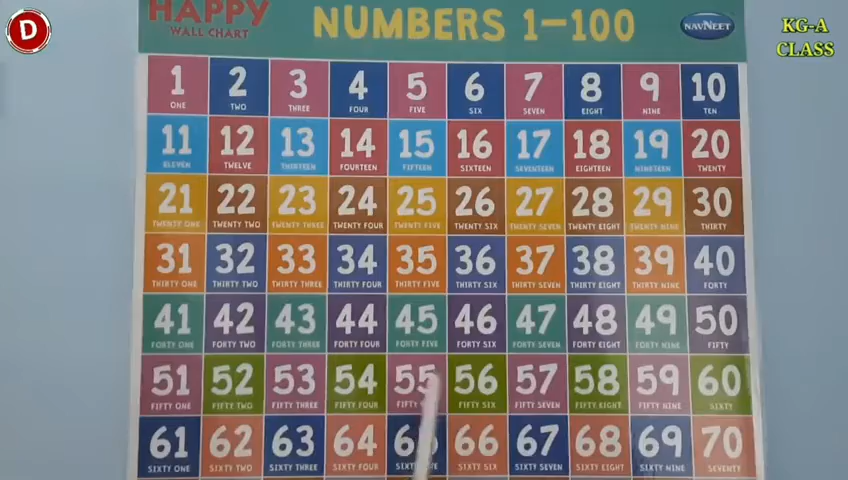 D
HAPPY
WALL CHART
NUMBERS 1-100
NAVNEET
KG-A
CLASS
1 2 3 4 5 6 7 8 9 10
ONE TWO THREE FOUR FIVE SIX SEVEN EIGHT NINE TEN
11 12 13 14 15 16 17 18 19 20
ELEVEN TWELVE THIRTEEN FOURTEEN FIFTEEN SIXTEEN SEVENTEEN EIGHTEEN NINETEEN TWENTY
21 22 23 24 25 26 27 28 29 30
TWENTY ONE TWENTY TWO TWENTY THREE TWENTY FOUR TWENTY FIVE TWENTY SIX TWENTY SEVEN TWENTY EIGHT TWENTY NINE THIRTY
31 32 33 34 35 36 37 38 39 40
THIRTY ONE THIRTY TWO THIRTY THREE THIRTY FOUR THIRTY FIVE THIRTY SIX THIRTY SEVEN THIRTY EIGHT THIRTY NINE FORTY
41 42 43 44 45 46 47 48 49 50
FORTY ONE FORTY TWO FORTY THREE FORTY FOUR FORTY FIVE FORTY SIX FORTY SEVEN FORTY EIGHT FORTY NINE FIFTY
51 52 53 54 55 56 57 58 59 60
FIFTY ONE FIFTY TWO FIFTY THREE FIFTY FOUR FIFTY FIFTY SIX FIFTY SEVEN FIFTY EIGHT FIFTY NINE SIXTY
61 62 63 64 66 67 68 69 70
SIXTY ONE SIXTY TWO SIXTY THREE SIXTY FOUR SIXTY SIX SIXTY SEVEN SIXTY EIGHT SIXTY NINE SEVENTY